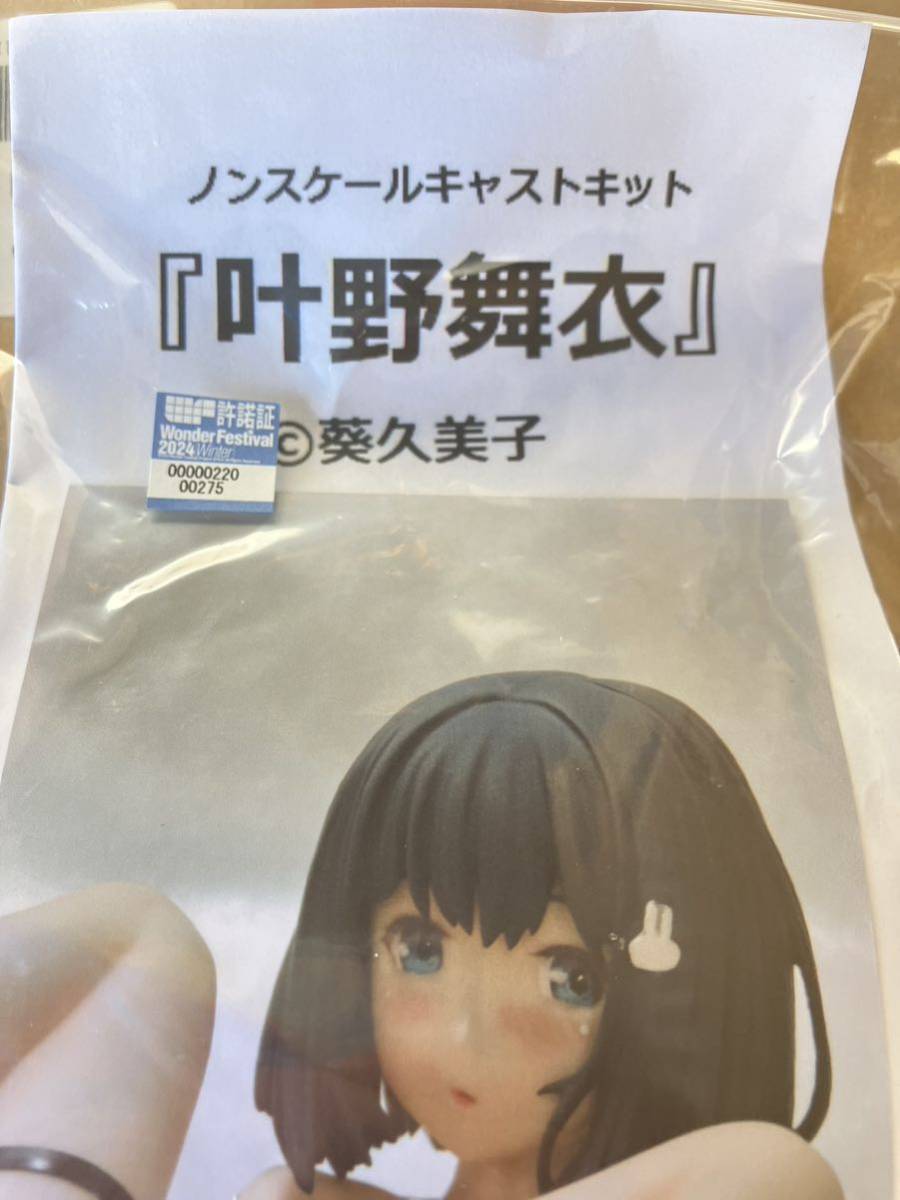 ノンスケールキャストキット
『叶野舞衣』
©葵久美子
WF許諾証
Wonder Festival
2024 Winter
00000220
00275